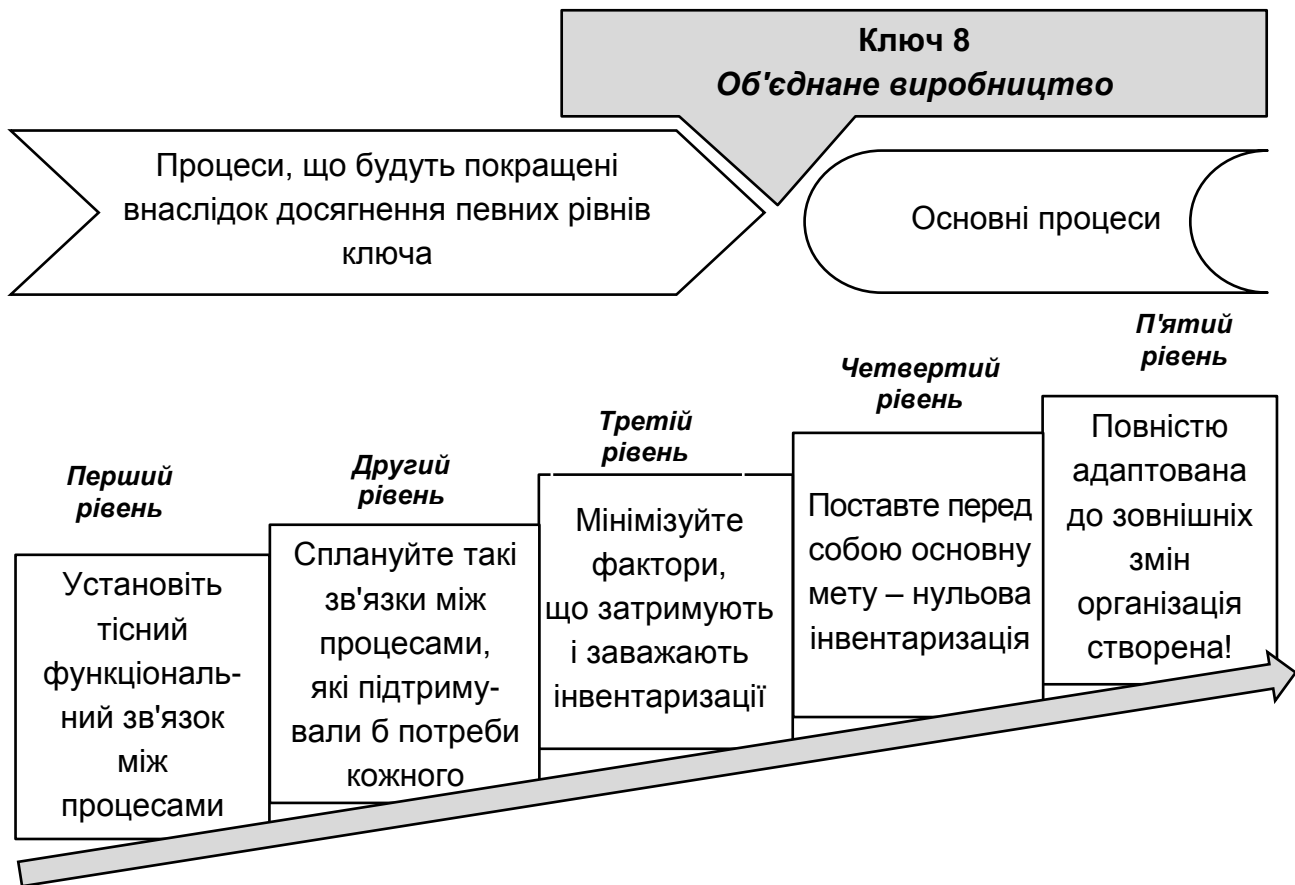 Ключ 8
Об'єднане виробництво
Процеси, що будуть покращені
внаслідок досягнення певних рівнів
ключа
Основні процеси
Перший
рівень
Установіть
тісний
функціональ-
ний зв'язок
між
процесами
Другий
рівень
Сплануйте такі
зв'язки між
процесами,
які підтриму-
вали б потреби
кожного
Третій
рівень
Мінімізуйте
фактори,
що затримують
і заважають
інвентаризації
Четвертий
рівень
Поставте перед
собою основну
мету – нульова
інвентаризація
П'ятий
рівень
Повністю
адаптована
до зовнішніх
змін
організація
створена!